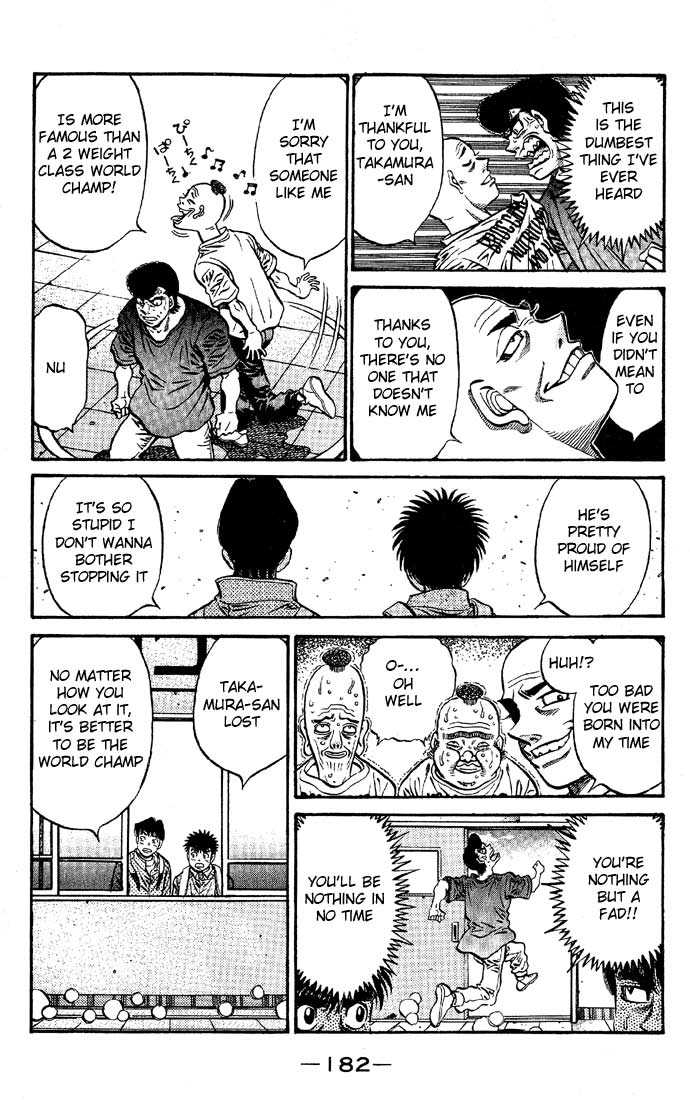 THIS
IS THE
DUMBEST
THING I'VE
EVER
HEARD
I'M
THANKFUL
TO YOU,
TAKAMURA
-SAN
EVEN
IF YOU
DIDN'T
MEAN
TO
THANKS
TO YOU,
THERE'S NO
ONE THAT
DOESN'T
KNOW ME
I'M
SORRY
THAT
SOMEONE
LIKE ME
IS MORE
FAMOUS THAN
A 2 WEIGHT
CLASS WORLD
CHAMP!
NU
HE'S
PRETTY
PROUD OF
HIMSELF
IT'S SO
STUPID I
DON'T WANNA
BOTHER
STOPPING IT
HUH!?
TOO BAD
YOU WERE
BORN INTO
MY TIME
O-...
OH
WELL
YOU'RE
NOTHING
BUT A
FAD!!
YOU'LL BE
NOTHING IN
NO TIME
TAKA-
MURA-SAN
LOST
NO MATTER
HOW YOU
LOOK AT IT,
IT'S BETTER
TO BE THE
WORLD CHAMP
—182—